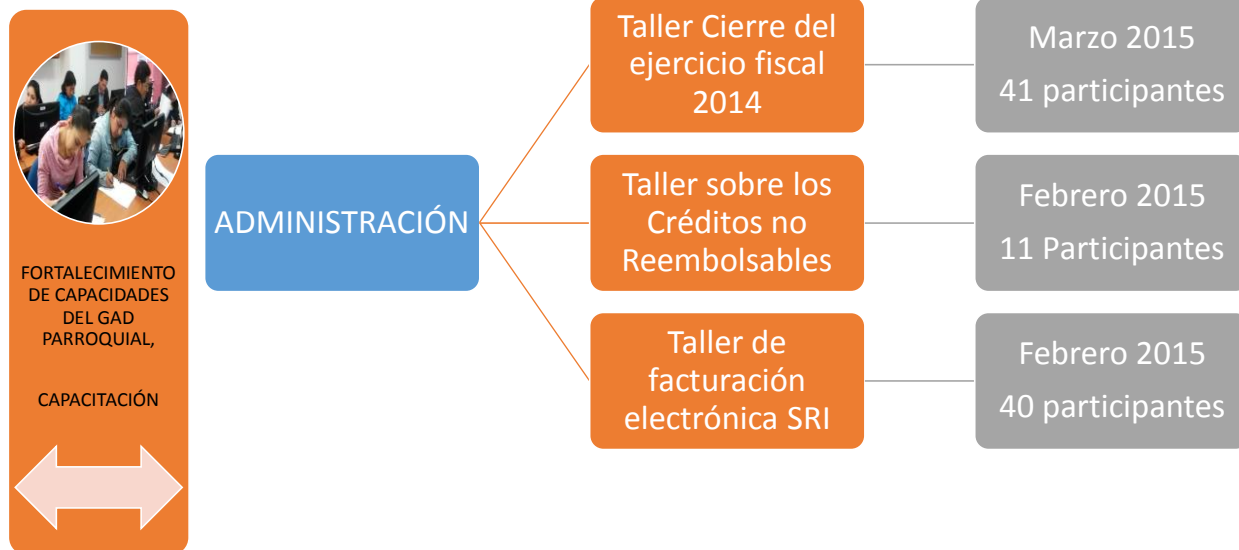 FORTALECIMIENTO
DE CAPACIDADES
DEL GAD
PARROQUIAL,
CAPACITACIÓN
ADMINISTRACIÓN
Taller Cierre del
ejercicio fiscal
2014
Marzo 2015
41 participantes
Taller sobre los
Créditos no
Reembolsables
Febrero 2015
11 Participantes
Taller de
facturación
electrónica SRI
Febrero 2015
40 participantes